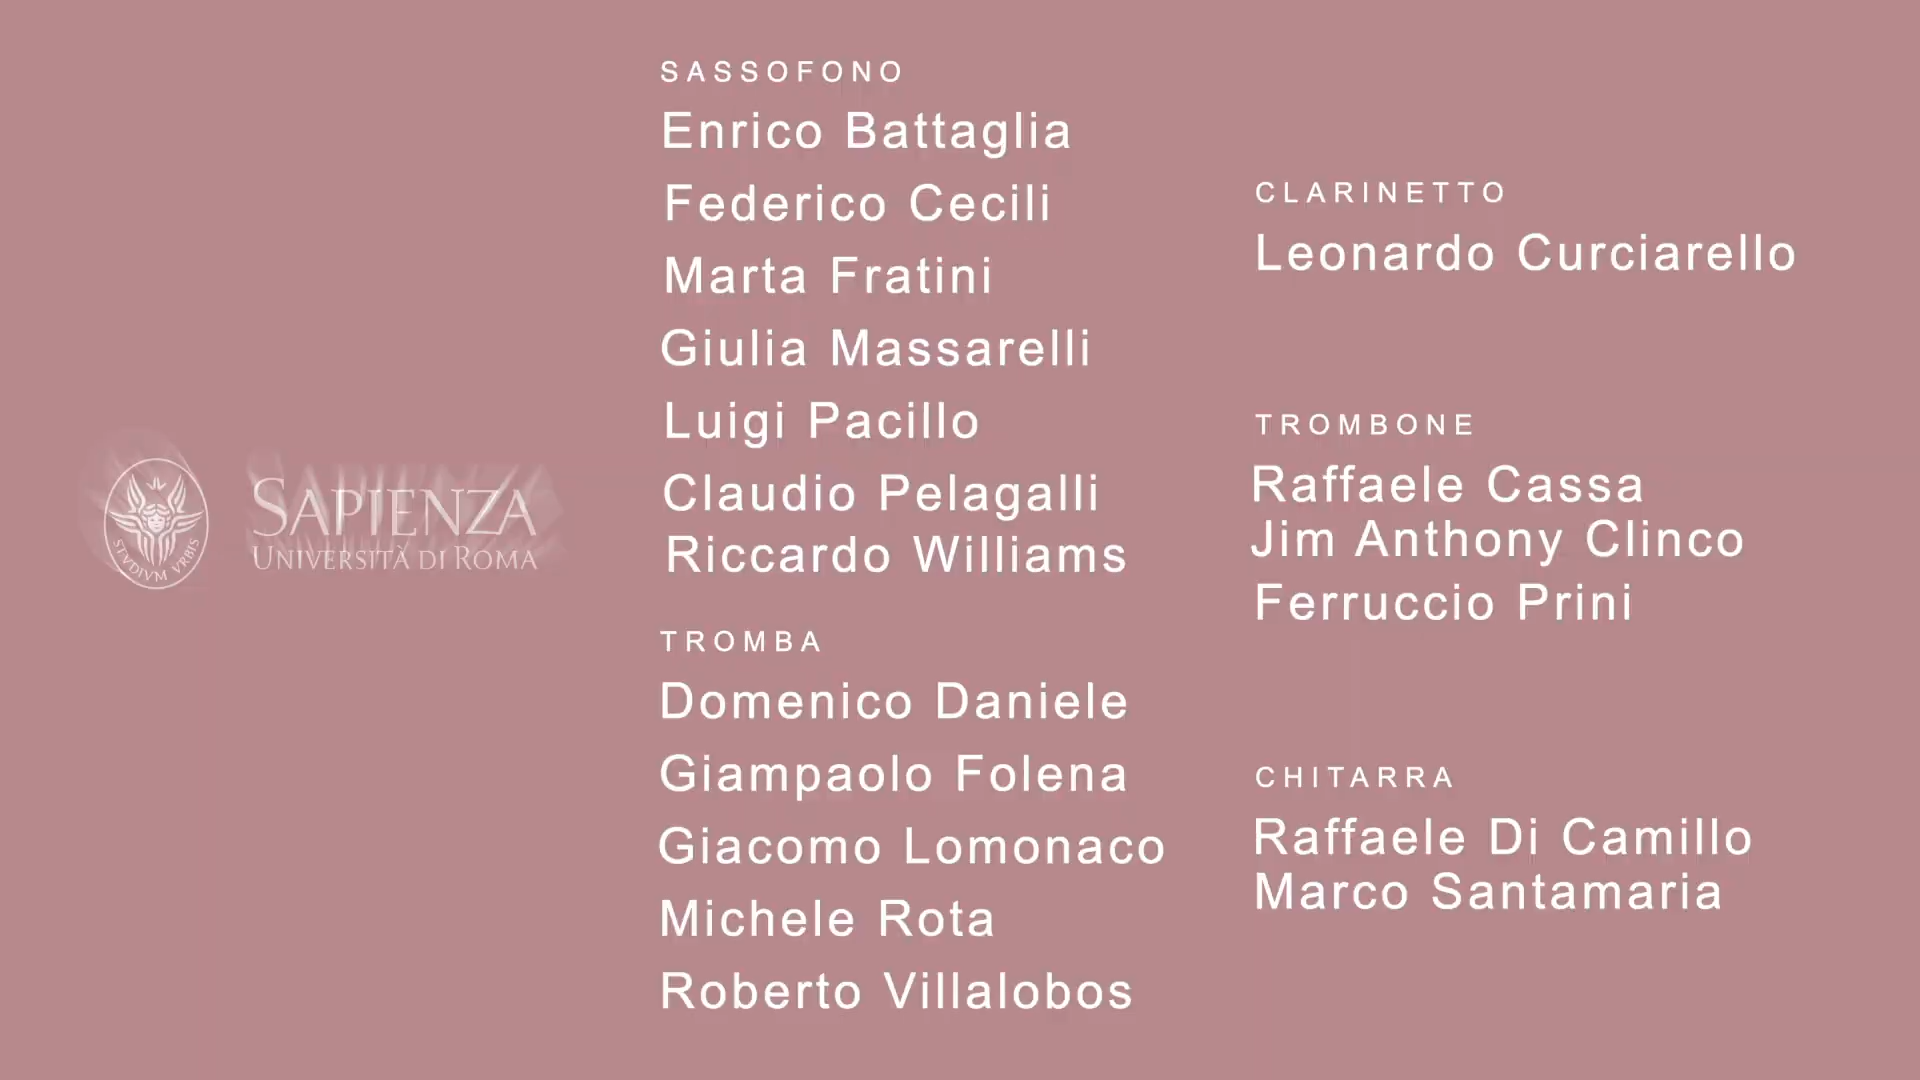 STVDIVM VRBIS
SAPIENZA
UNIVERSITÀ DI ROMA
SASSOFONO
Enrico Battaglia
Federico Cecili
Marta Fratini
Giulia Massarelli
Luigi Pacillo
Claudio Pelagalli
Riccardo Williams
TROMBA
Domenico Daniele
Giampaolo Folena
Giacomo Lomonaco
Michele Rota
Roberto Villalobos
CLARINETTO
Leonardo Curciarello
TROMBONE
Raffaele Cassa
Jim Anthony Clinco
Ferruccio Prini
CHITARRA
Raffaele Di Camillo
Marco Santamaria